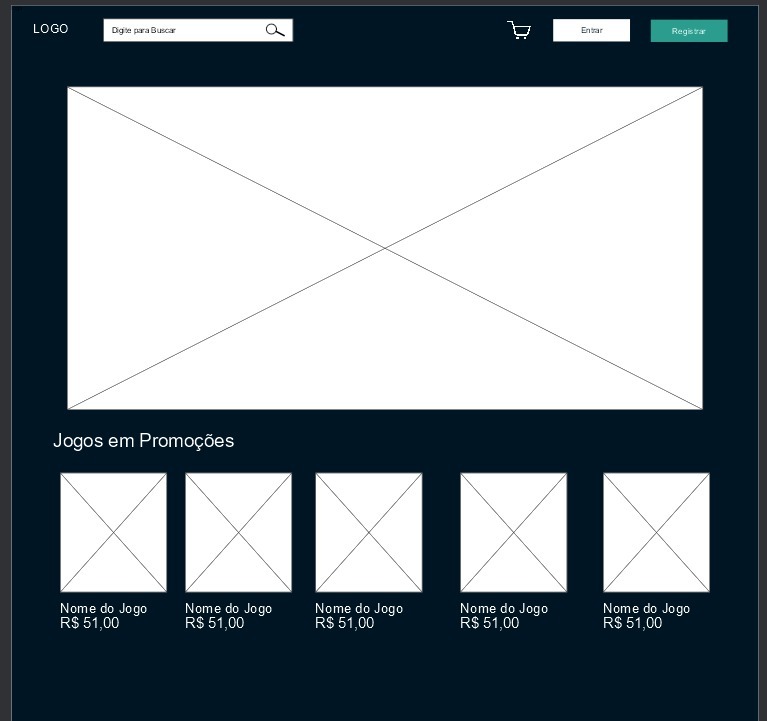 LOGO
Digite para Buscar
Entrar
Registrar
Jogos em Promoções
Nome do Jogo
R$ 51,00
Nome do Jogo
R$ 51,00
Nome do Jogo
R$ 51,00
Nome do Jogo
R$ 51,00
Nome do Jogo
R$ 51,00